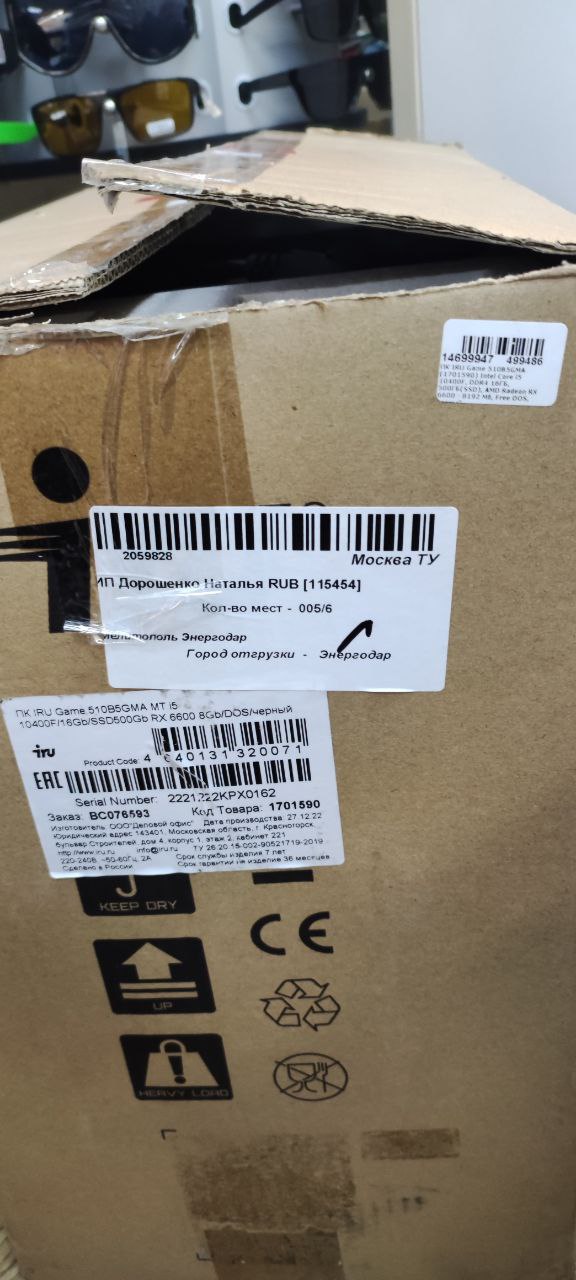 14699947 499486
ПК IRU Game 510B5GMA
(1701590) Intel Core i5
10400F, DDR4 16Гб,
500Гб(SSD), AMD Radeon RX
6600 - 8192 Мб, Free DOS,
2059828
Москва ТУ
ИП Дорошенко Наталья RUB [115454]
Кол-во мест - 005/6
Мелитополь Энергодар
Город отгрузки - Энергодар
ПК IRU Game 510B5GMA MT i5
10400F/16Gb/SSD500Gb RX 6600 8Gb/DOS/черный
iru
Product Code: 4 640131 320071
EAC
Serial Number: 2221222KPX0162
Заказ: BC076593 Код Товара: 1701590
Изготовитель: ООО"Деловой офис" Дата производства: 27.12.22
Юридический адрес 143401, Московская область, г. Красногорск,
бульвар Строителей, дом 4, корпус 1, этаж 2, кабинет 221
http://www.iru.ru info@iru.ru ТУ 26.20.15-002-90521719-2019
220-240В, ~50-60Гц, 2А Срок службы изделия 7 лет
Сделано в России Срок гарантии на изделие 36 месяцев
KEEP DRY
CE
UP
HEAVY LOAD